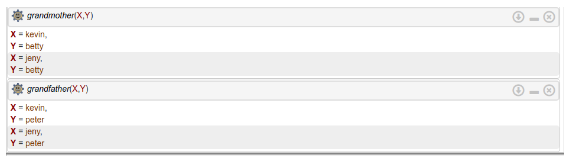 grandmother(X,Y)
X = kevin,
Y = betty
X = jeny,
Y = betty
grandfather(X,Y)
X = kevin,
Y = peter
X = jeny,
Y = peter